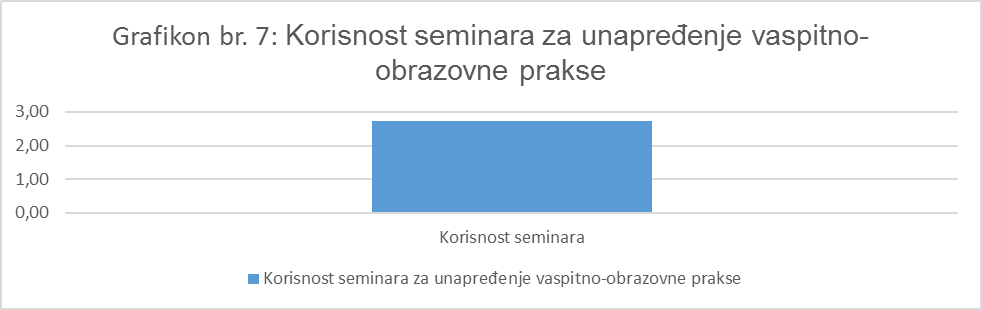 Grafikon br. 7: Korisnost seminara za unapređenje vaspitno-
obrazovne prakse
3,00
2,00
1,00
0,00
Korisnost seminara
Korisnost seminara za unapređenje vaspitno-obrazovne prakse